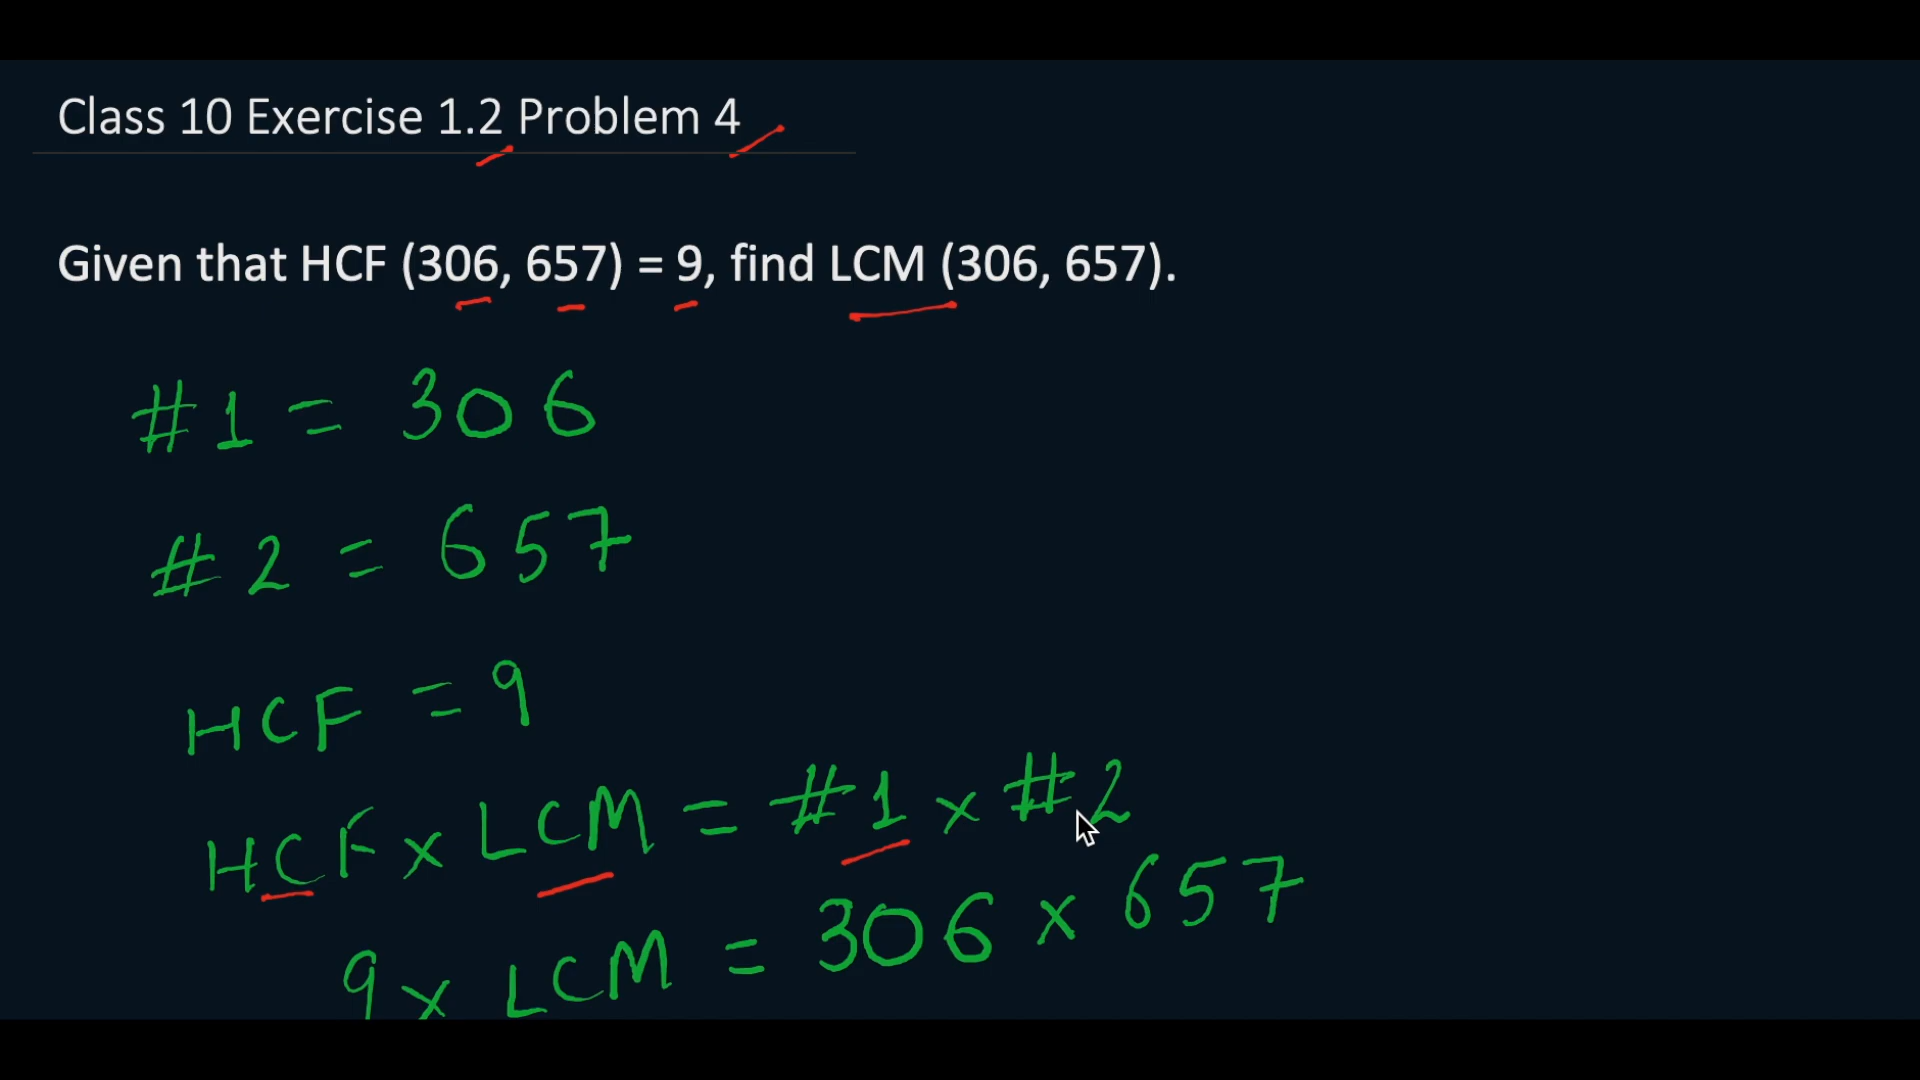 Class 10 Exercise 1.2 Problem 4
Given that HCF (306, 657) = 9, find LCM (306, 657).
#1 = 306
#2 = 657
HCF = 9
HCF x LCM = #1 x #2
9 x LCM = 306 x 657